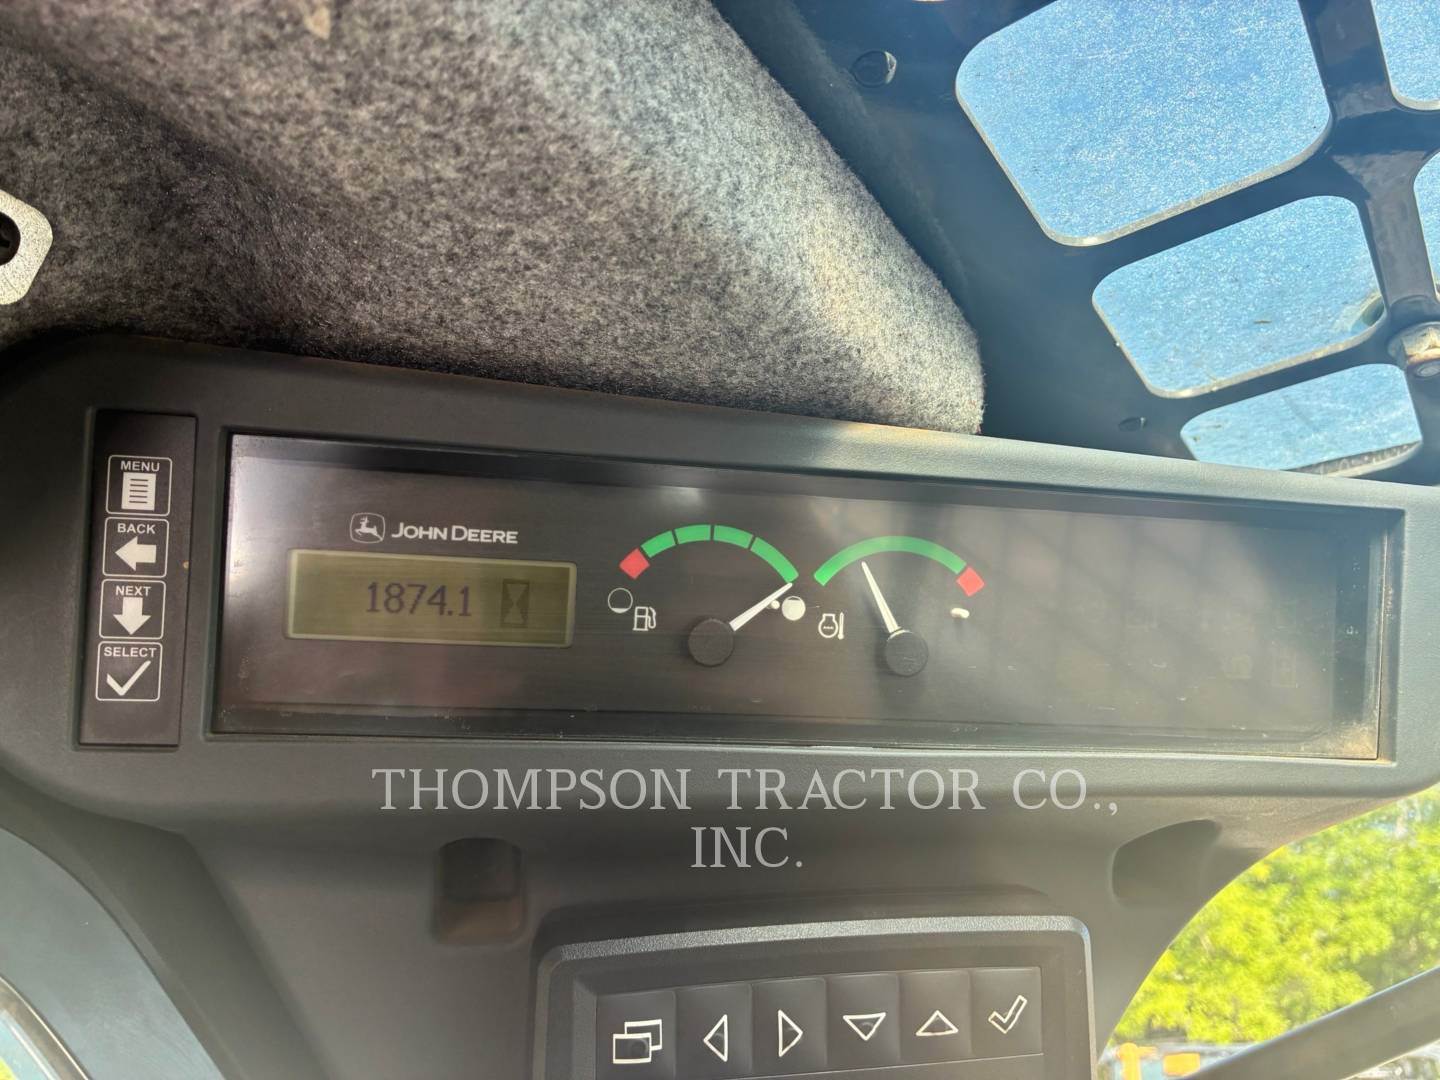 MENU
BACK
NEXT
SELECT
JOHN DEERE
1874.1
THOMPSON TRACTOR CO.,
INC.